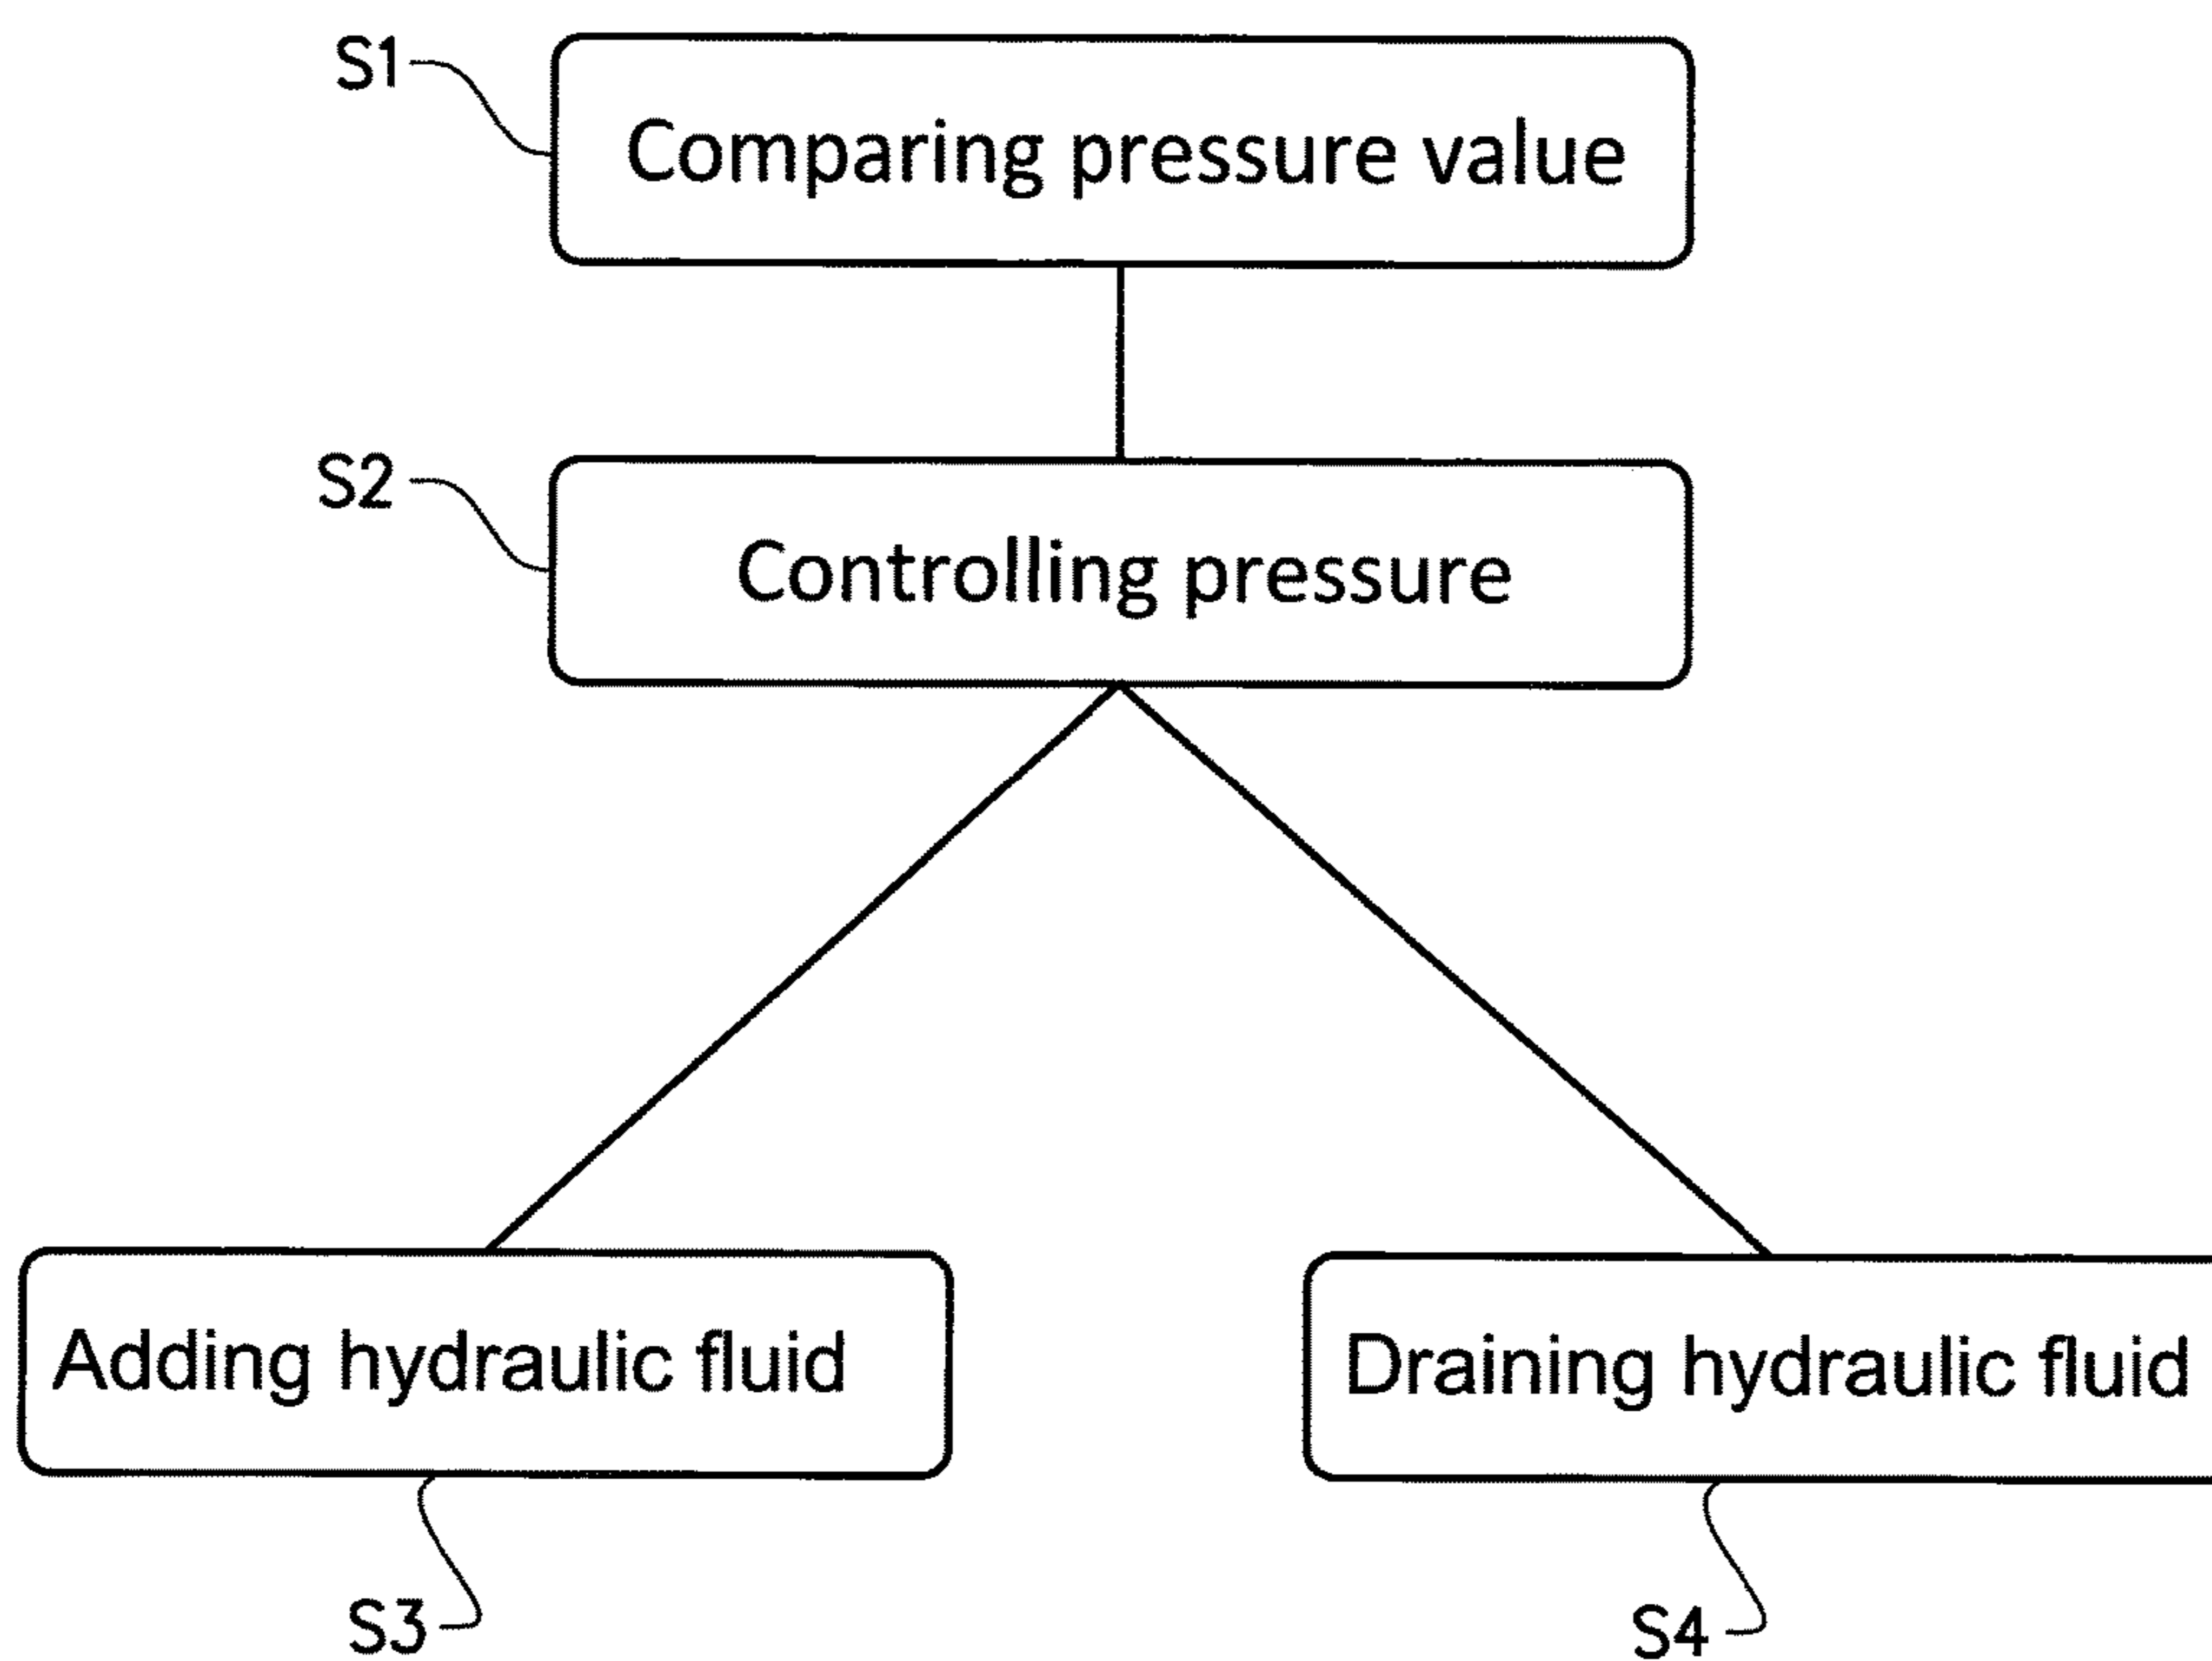 S1
Comparing pressure value
S2
Controlling pressure
Adding hydraulic fluid
Draining hydraulic fluid
S3
S4